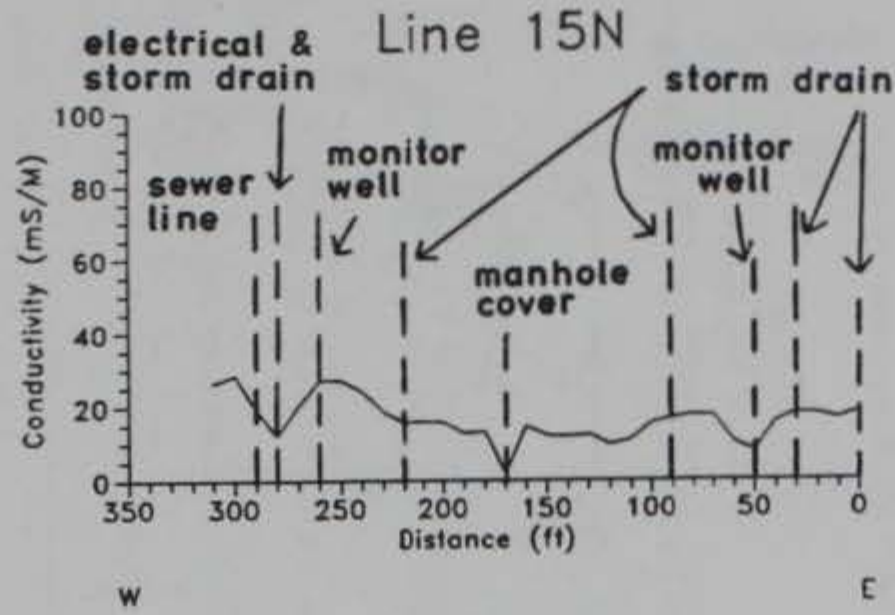 Line 15N
electrical &
storm drain
storm drain
sewer
line
monitor
well
monitor
well
manhole
cover
Conductivity (mS/M)
100
80
60
40
20
0
350
300
250
200
150
100
50
0
Distance (ft)
W
E